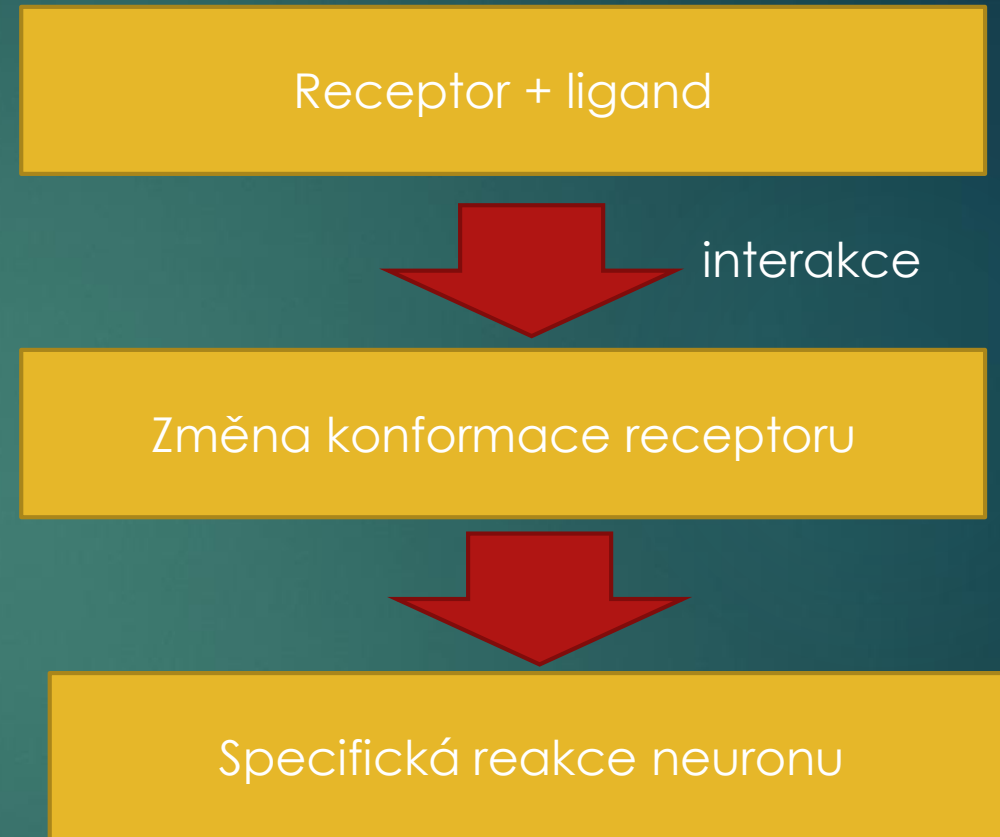 Receptor + ligand
interakce
Změna konformace receptoru
Specifická reakce neuronu